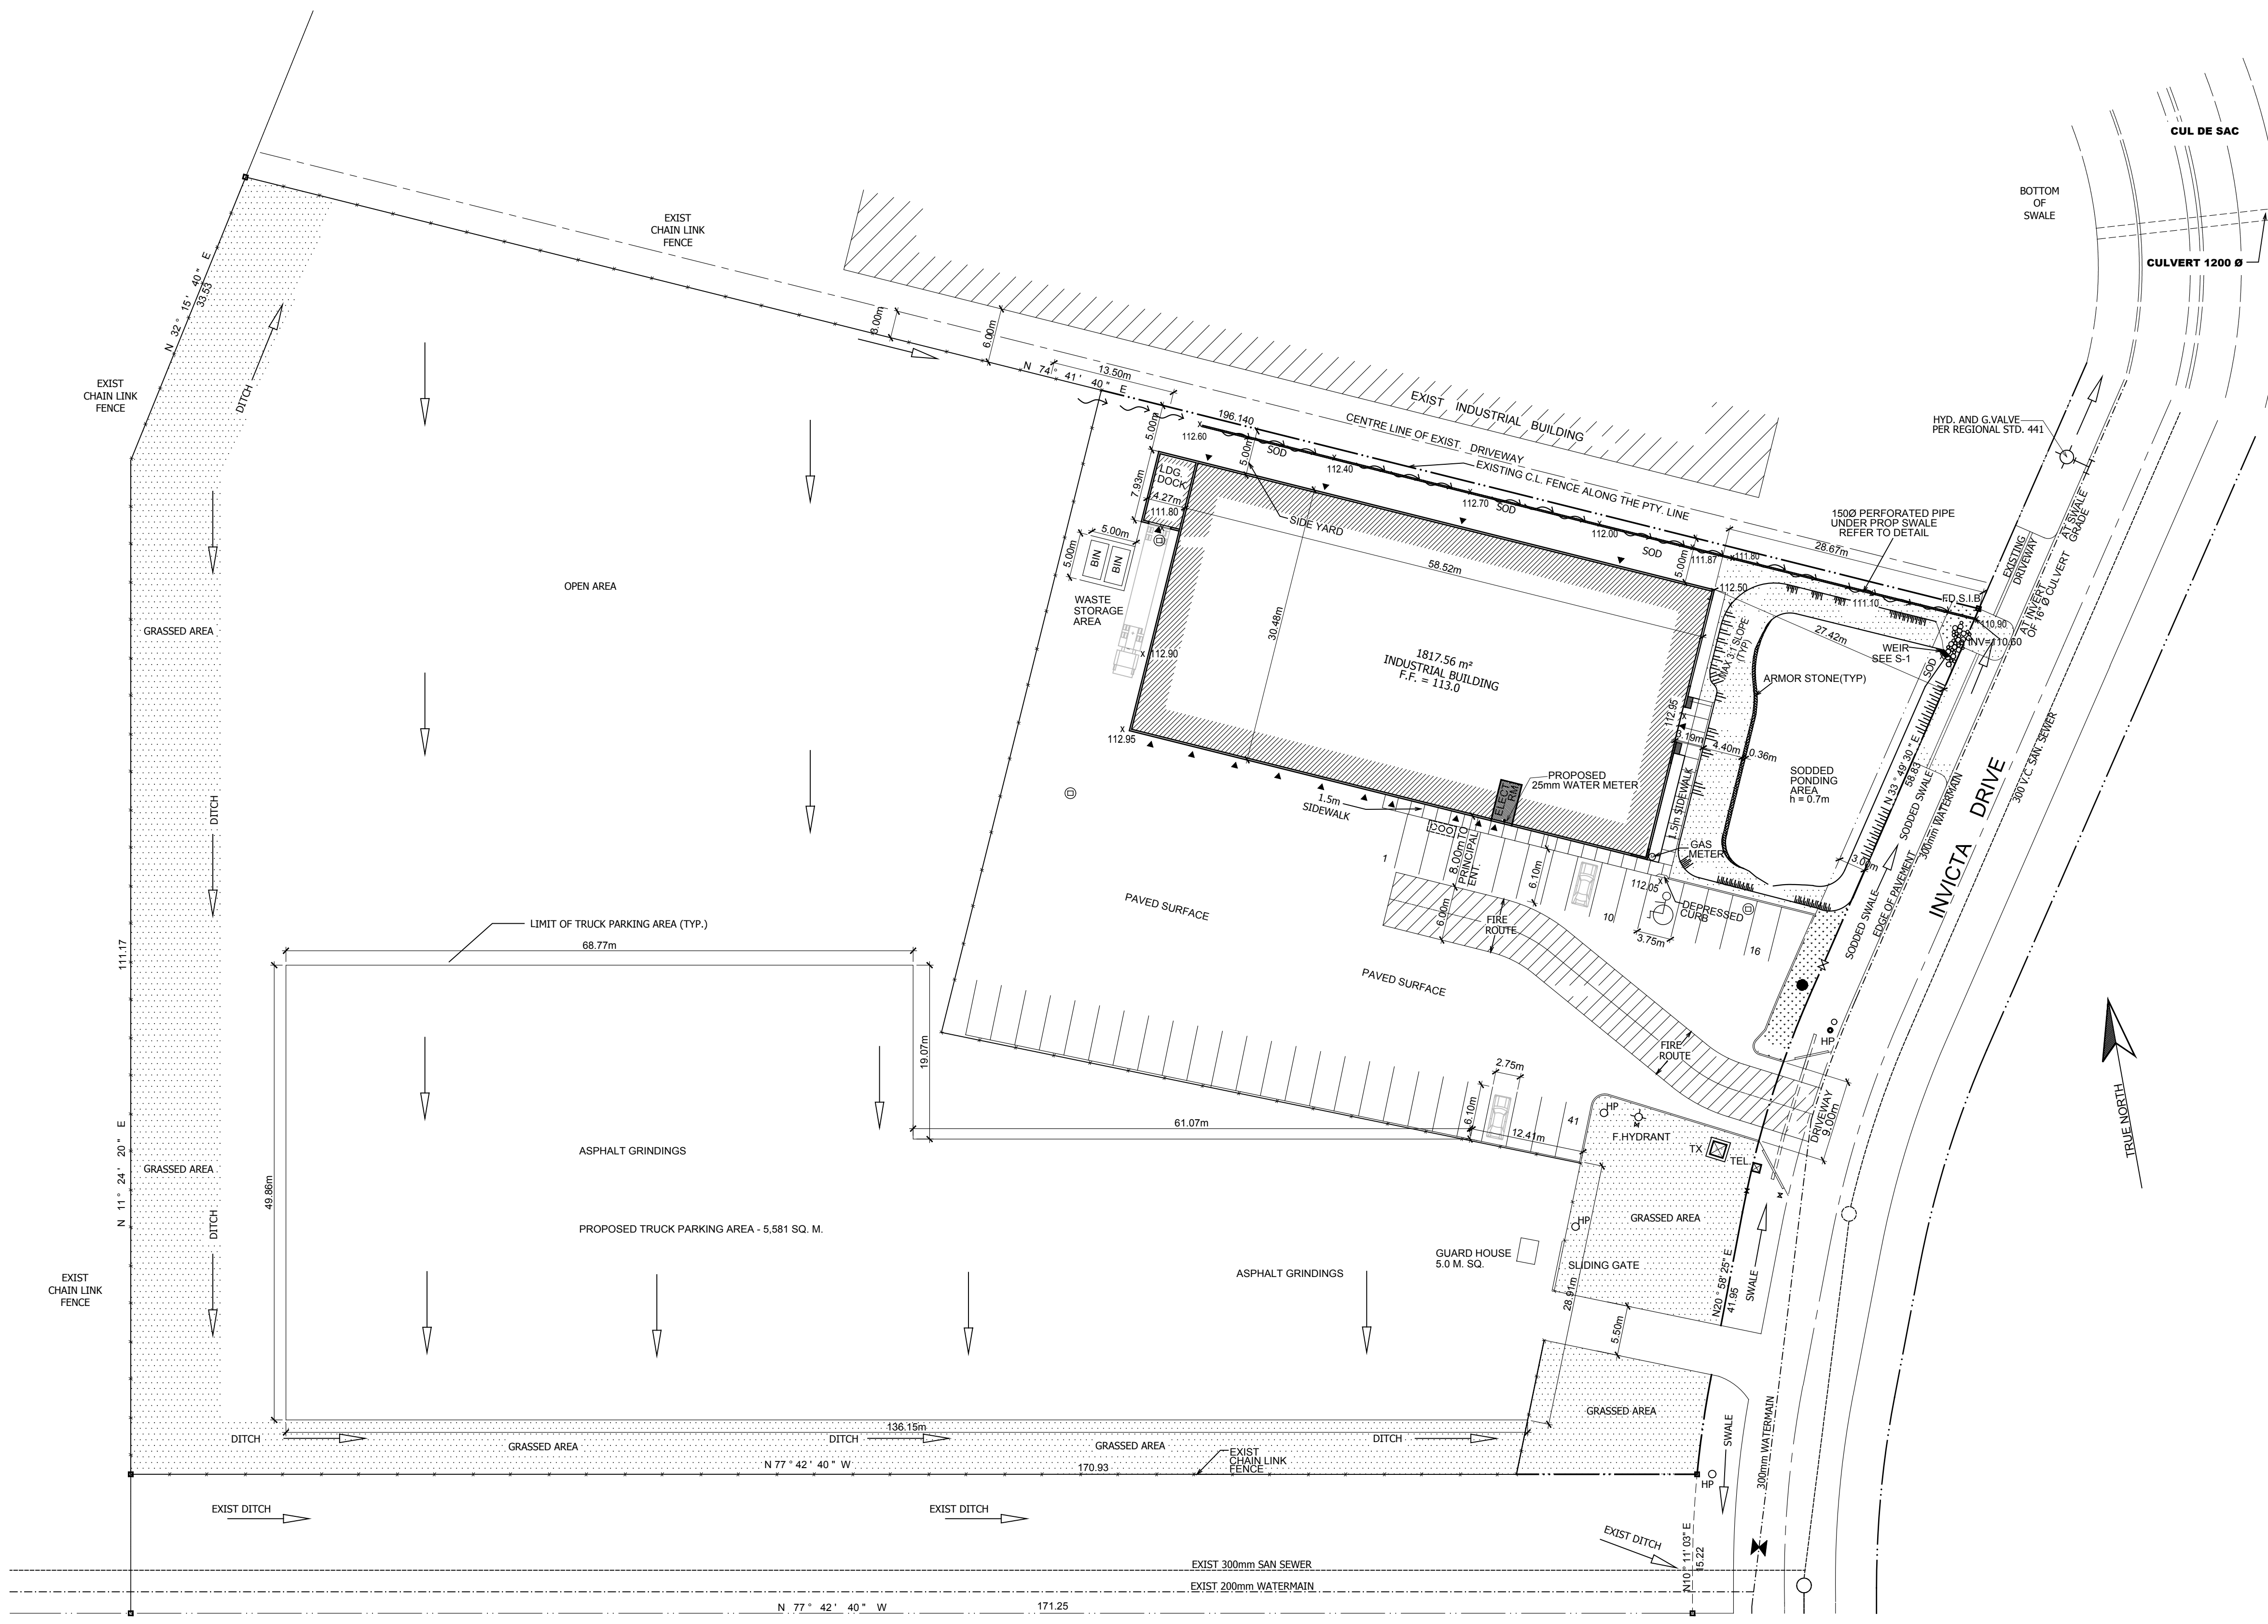 CUL DE SAC
BOTTOM
OF
SWALE
CULVERT 1200 Ø
EXIST
CHAIN LINK
FENCE
N 32 ° 15 ' 40 " E
33.53
DITCH
EXIST
CHAIN LINK
FENCE
3.00m
6.00m
N 74 ° 41 ' 40 " E
13.50m
196.140
EXIST INDUSTRIAL BUILDING
CENTRE LINE OF EXIST. DRIVEWAY
EXISTING C.L. FENCE ALONG THE PTY. LINE
HYD. AND G.VALVE
PER REGIONAL STD. 441
150Ø PERFORATED PIPE
UNDER PROP SWALE
REFER TO DETAIL
28.67m
5.00m
112.60
5.00m
SOD
112.40
112.70
SOD
112.00
SOD
5.00m
111.87
111.80
112.50
111.10
F.D.S.I.B.
110.90
INV=110.60
EXISTING
DRIVEWAY
AT SWALE
GRADE
AT INVERT
OF 16" Ø CULVERT
LDG.
DOCK
7.93m
4.27m
111.80
SIDE YARD
58.52m
30.48m
5.00m
5.00m
BIN
BIN
WASTE
STORAGE
AREA
112.90
1817.56 m²
INDUSTRIAL BUILDING
F.F. = 113.0
MAX 3:1 SLOPE
(TYP)
27.42m
WEIR
SEE S-1
SOD
ARMOR STONE(TYP)
112.95
3.19m
4.40m
0.36m
112.95
SODDED
PONDING
AREA
h = 0.7m
PROPOSED
25mm WATER METER
ELECT.
RM.
1.5m
SIDEWALK
1.5m SIDEWALK
GAS
METER
N 33 ° 49' 30 " E
58.83
SODDED SWALE
300mm WATERMAIN
300 V.C. SAN. SEWER
INVICTA DRIVE
3.00m
SODDED SWALE
EDGE OF PAVEMENT
OPEN AREA
GRASSED AREA
DITCH
1
8.00m TO
PRINCIPAL
ENT.
6.10m
10
112.05
DEPRESSED
CURB
3.75m
16
6.00m
FIRE
ROUTE
PAVED SURFACE
PAVED SURFACE
FIRE
ROUTE
HP
LIMIT OF TRUCK PARKING AREA (TYP.)
68.77m
111.17
N 11 ° 24 ' 20 " E
19.07m
49.86m
61.07m
2.75m
6.10m
12.41m
41
HP
F.HYDRANT
TX
TEL.
DRIVEWAY
9.00m
TRUE NORTH
GRASSED AREA
DITCH
ASPHALT GRINDINGS
PROPOSED TRUCK PARKING AREA - 5,581 SQ. M.
ASPHALT GRINDINGS
HP
GRASSED AREA
GUARD HOUSE
5.0 M. SQ.
SLIDING GATE
28.91m
N20 ° 58' 25" E
41.95
SWALE
5.50m
EXIST
CHAIN LINK
FENCE
GRASSED AREA
136.15m
DITCH
GRASSED AREA
DITCH
GRASSED AREA
DITCH
EXIST
CHAIN LINK
FENCE
N 77 ° 42 ' 40 " W
170.93
SWALE
300mm WATERMAIN
HP
EXIST DITCH
EXIST DITCH
EXIST DITCH
N10 ° 11' 03" E
15.22
EXIST 300mm SAN SEWER
EXIST 200mm WATERMAIN
N 77 ° 42 ' 40 " W
171.25